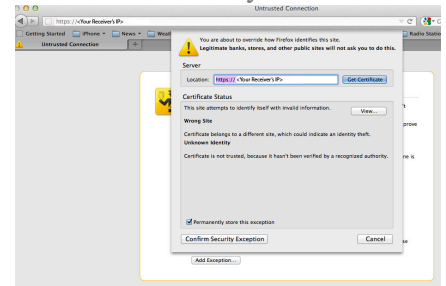 Untrusted Connection
https://<Your Receiver's IP>
Getting Started iPhone News Radio Statio
Untrusted Connection
You are about to override how Firefox identifies this site.
Legitimate banks, stores, and other public sites will not ask you to do this.
Server
Location: https://<Your Receiver's IP> Get Certificate
Certificate Status
This site attempts to identify itself with invalid information. View...
Wrong Site
Certificate belongs to a different site, which could indicate an identity theft.
Unknown Identity
Certificate is not trusted, because it hasn't been verified by a recognized authority.
Permanently store this exception
Confirm Security Exception Cancel
Add Exception...